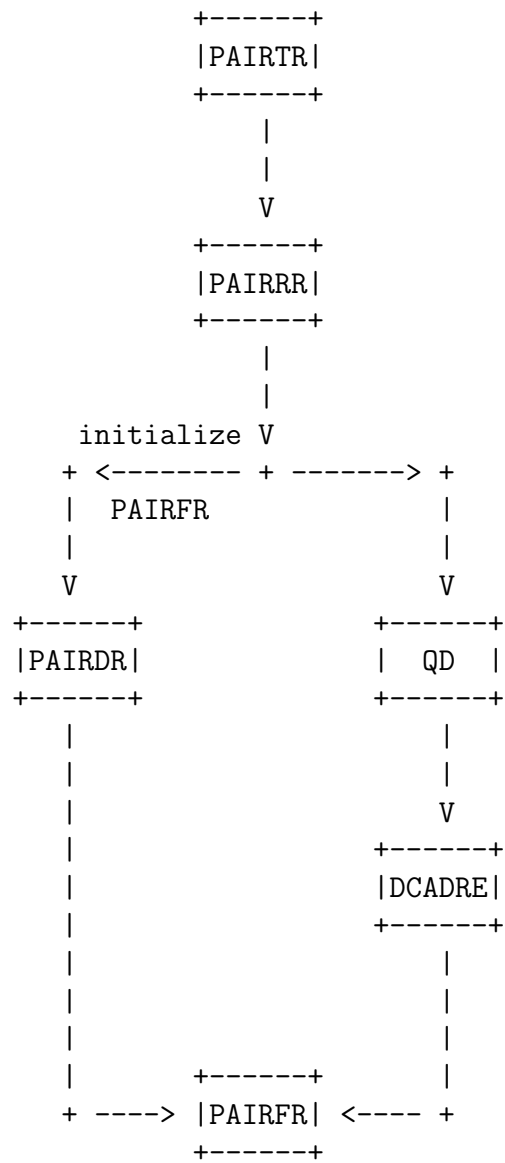 +------+
|PAIRTR|
+------+
|
|
V
+------+
|PAIRRR|
+------+
|
|
initialize V
+ <-------- + -------> +
| PAIRFR |
| |
V V
+------+ +------+
|PAIRDR| | QD |
+------+ +------+
| |
| |
| V
| +------+
| |DCADRE|
| +------+
| |
| |
| |
| +------+ |
+ ----> |PAIRFR| <---- +
+------+